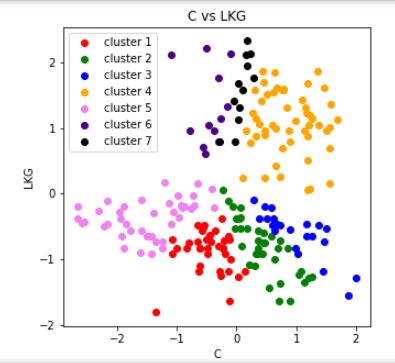 C vs LKG
cluster 1
cluster 2
cluster 3
cluster 4
cluster 5
cluster 6
cluster 7
2
1
0
−1
−2
LKG
−2
−1
0
1
2
C